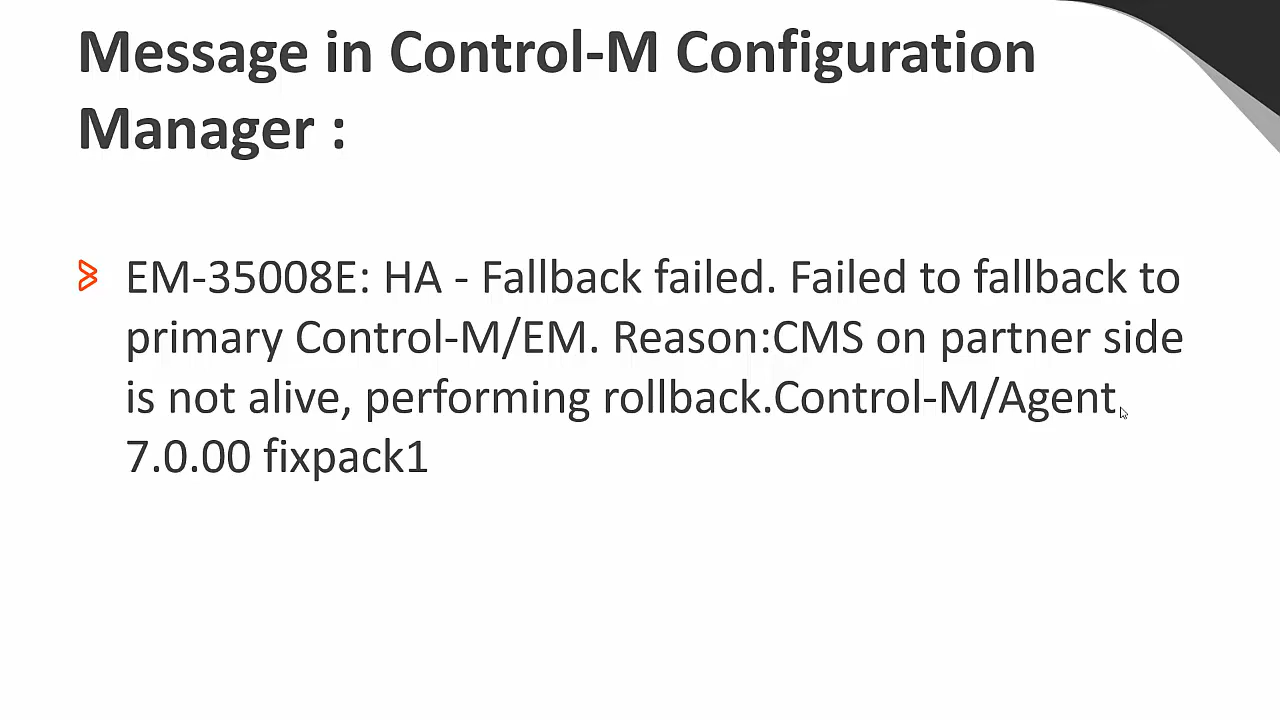 Message in Control-M Configuration
Manager :
EM-35008E: HA - Fallback failed. Failed to fallback to
primary Control-M/EM. Reason:CMS on partner side
is not alive, performing rollback.Control-M/Agent
7.0.00 fixpack1